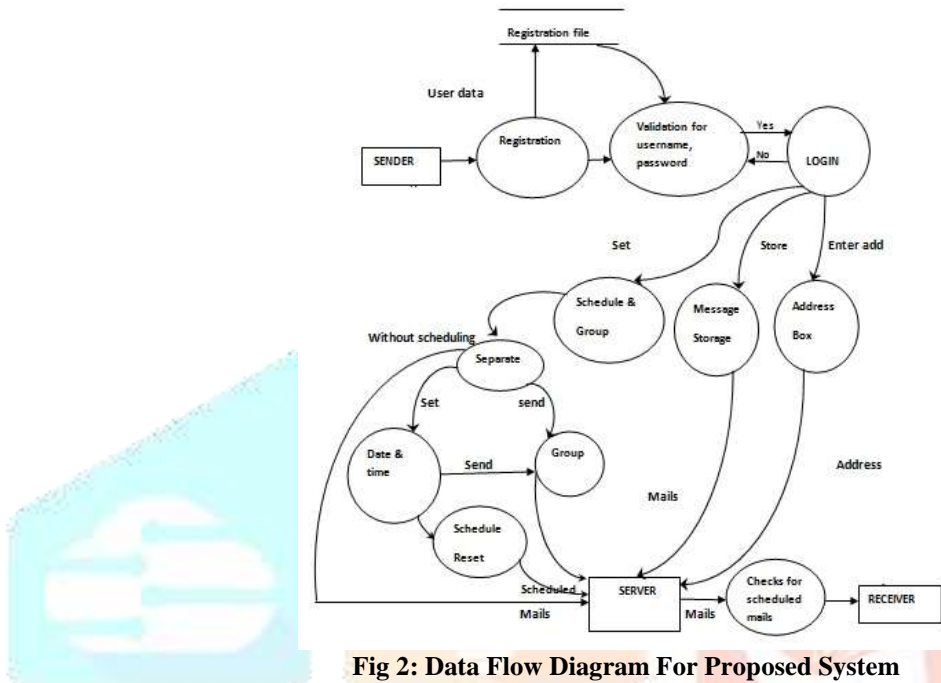 Registration file
User data
Registration
Validation for
username,
password
Yes
No
LOGIN
SENDER
Set
Store
Enter add
Schedule &
Group
Message
Storage
Address
Box
Without scheduling
Separate
Set
send
Date &
time
Send
Group
Address
Mails
Schedule
Reset
Scheduled
Mails
SERVER
Mails
Checks for
scheduled
mails
RECEIVER
Fig 2: Data Flow Diagram For Proposed System